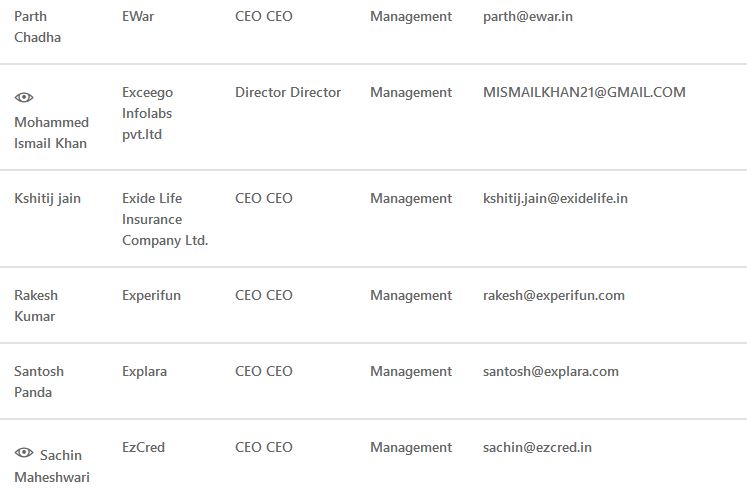 Parth EWar CEO CEO Management parth@ewar.in
Chadha
Exceego Director Director Management MISMAILKHAN21@GMAIL.COM
Infolabs
Mohammed pvt.ltd
Ismail Khan
Kshitij jain Exide Life CEO CEO Management kshitij.jain@exidelife.in
Insurance
Company Ltd.
Rakesh Experifun CEO CEO Management rakesh@experifun.com
Kumar
Santosh Explara CEO CEO Management santosh@explara.com
Panda
EzCred CEO CEO Management sachin@ezcred.in
Sachin
Maheshwari